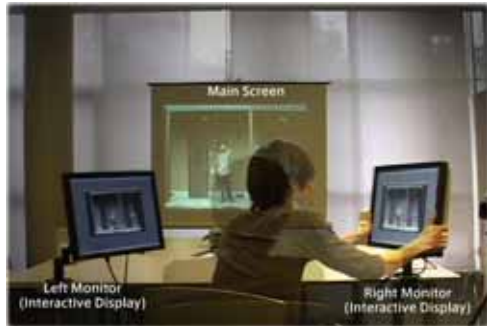 Main Screen
Left Monitor
(Interactive Display)
Right Monitor
(Interactive Display)